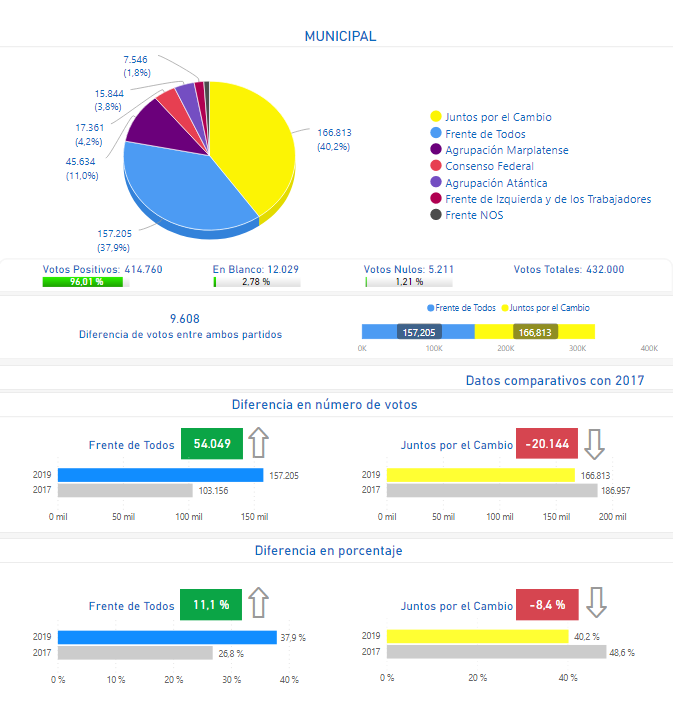 MUNICIPAL
7.546
(1,8%)
15.844
(3,8%)
17.361
(4,2%)
45.634
(11,0%)
157.205
(37,9%)
166.813
(40,2%)
Juntos por el Cambio
Frente de Todos
Agrupación Marplatense
Consenso Federal
Agrupación Atántica
Frente de Izquierda y de los Trabajadores
Frente NOS
Votos Positivos: 414.760
96,01 %
En Blanco: 12.029
2,78 %
Votos Nulos: 5.211
1,21 %
Votos Totales: 432.000
9.608
Diferencia de votos entre ambos partidos
Frente de Todos Juntos por el Cambio
157,205 166,813
0K 100K 200K 300K 400K
Datos comparativos con 2017
Diferencia en número de votos
Frente de Todos 54.049
2019 157.205
2017 103.156
0 mil 50 mil 100 mil 150 mil
Juntos por el Cambio -20.144
2019 166.813
2017 186.957
0 mil 50 mil 100 mil 150 mil 200 mil
Diferencia en porcentaje
Frente de Todos 11,1 %
2019 37,9 %
2017 26,8 %
0 % 10 % 20 % 30 % 40 %
Juntos por el Cambio -8,4 %
2019 40,2 %
2017 48,6 %
0 % 20 % 40 %